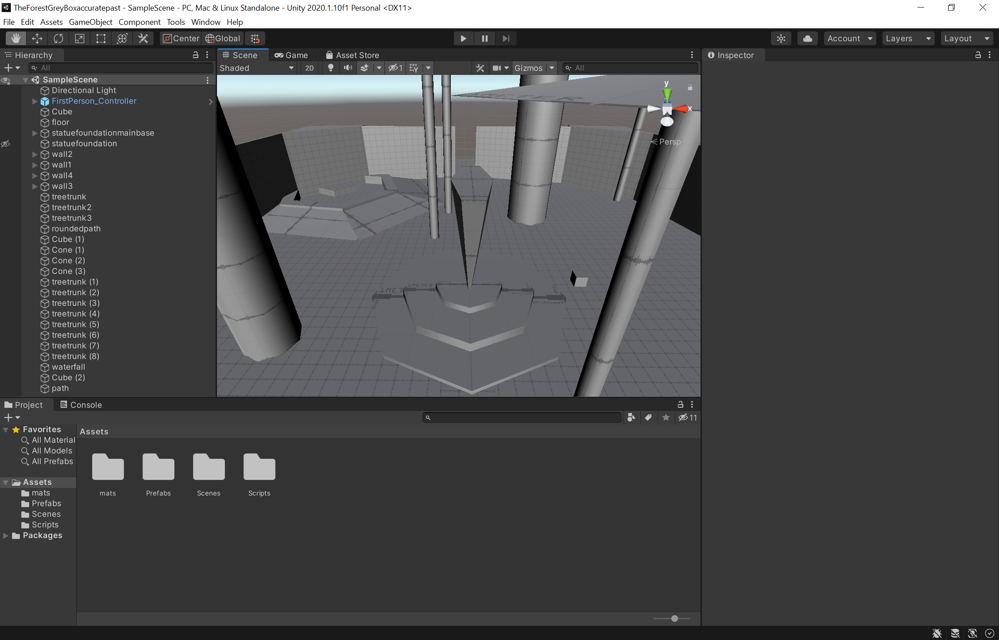 TheForestGreyBoxaccuratepast - SampleScene - PC, Mac & Linux Standalone - Unity 2020.1.10f1 Personal <DX11>
File Edit Assets GameObject Component Tools Window Help
Center Global Account Layers Layout
Hierarchy Scene Game Asset Store Inspector
All Shaded 2D 1 Gizmos All
SampleScene
Directional Light
FirstPerson_Controller
Cube
floor
statuefoundationmainbase
statuefoundation
wall2
wall1
wall4
wall3
treetrunk
treetrunk2
treetrunk3
roundedpath
Cube (1)
Cone (1)
Cone (2)
Cone (3)
treetrunk (1)
treetrunk (2)
treetrunk (3)
treetrunk (4)
treetrunk (5)
treetrunk (6)
treetrunk (7)
treetrunk (8)
waterfall
Cube (2)
path
y
x
Persp
1METER
1METER
1MET
Project Console
11
Favorites
All Material
All Models
All Prefabs
Assets
mats
Prefabs
Scenes
Scripts
Packages
Assets
mats Prefabs Scenes Scripts